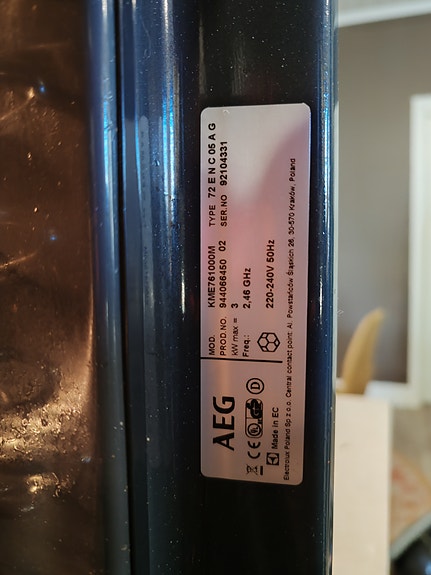 AEG
Made in EC
MOD. KME761000M TYPE 72 E N C 05 A G
PROD.NO. 944066450 02 SER.NO 92104331
kW max = 3
Freq.: 2,46 GHz
220-240V 50Hz
Electrolux Poland Sp z o.o. Central contact point: Al. Powstańców Śląskich 26, 30-570 Kraków, Poland